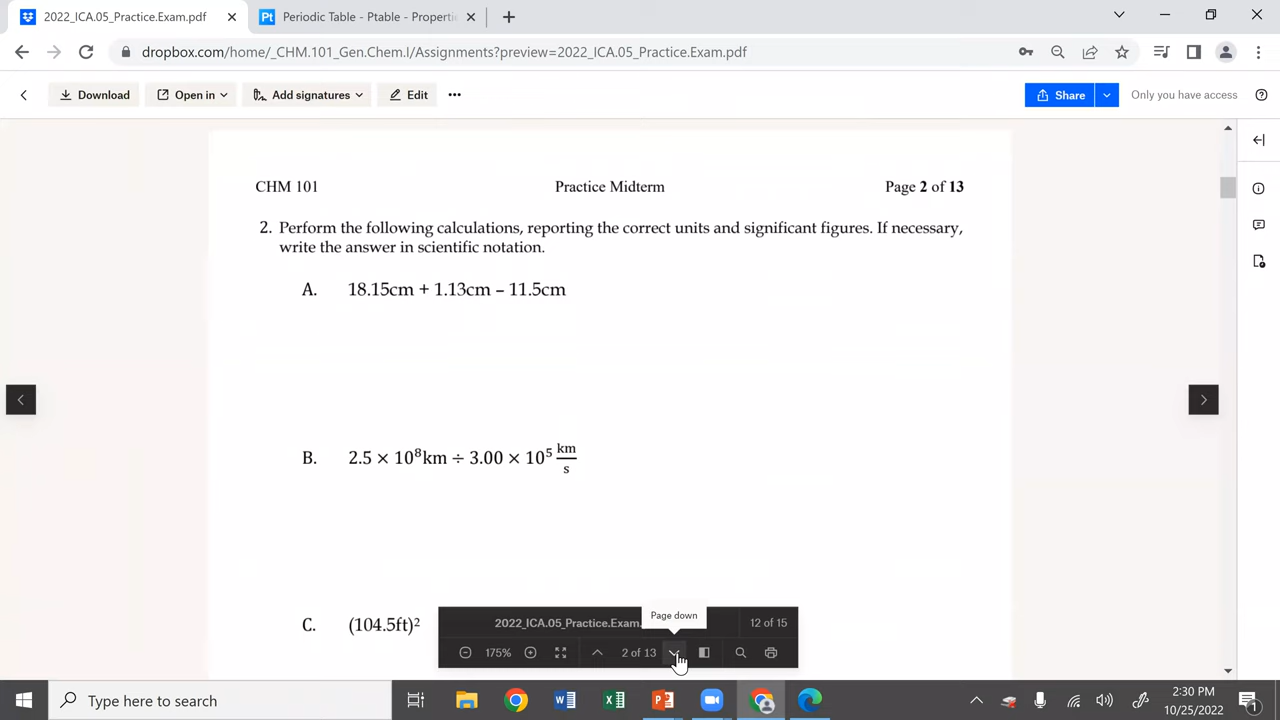 2022_ICA.05_Practice.Exam.pdf
Pt Periodic Table - Ptable - Properti
dropbox.com/home/_CHM.101_Gen.Chem.I/Assignments?preview=2022_ICA.05_Practice.Exam.pdf
Download Open in Add signatures Edit ••• Share Only you have access
CHM 101 Practice Midterm Page 2 of 13
2. Perform the following calculations, reporting the correct units and significant figures. If necessary,
write the answer in scientific notation.
A. 18.15cm + 1.13cm – 11.5cm
B. 2.5 × 10⁸km ÷ 3.00 × 10⁵ km/s
C. (104.5ft)²
Page down
2022_ICA.05_Practice.Exam. 12 of 15
175% 2 of 13
Type here to search
2:30 PM
10/25/2022
1